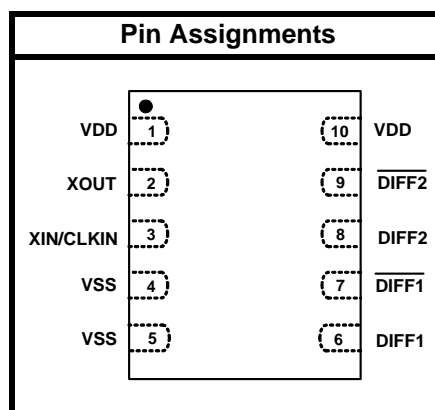 Pin Assignments
VDD 1 10 VDD
XOUT 2 9 DIFF2
XIN/CLKIN 3 8 DIFF2
VSS 4 7 DIFF1
VSS 5 6 DIFF1